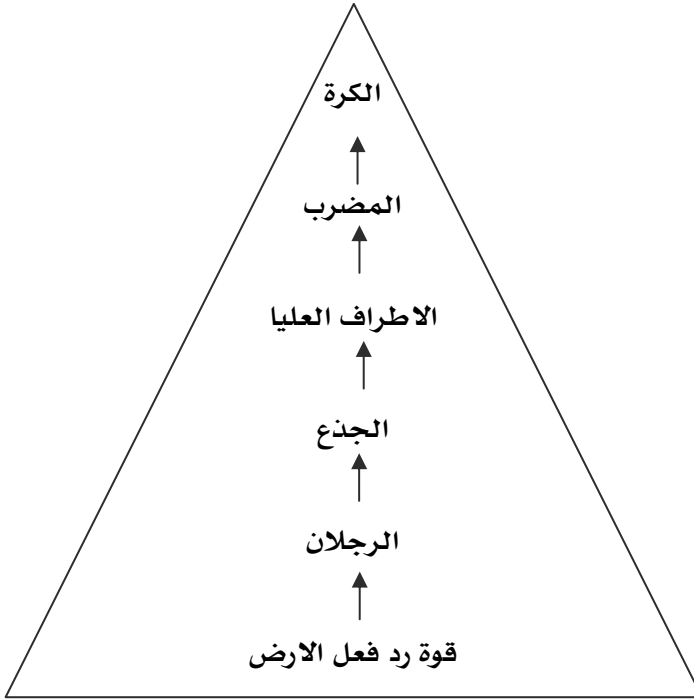 الكرة
المضرب
الاطراف العليا
الجذع
الرجلان
قوة رد فعل الارض